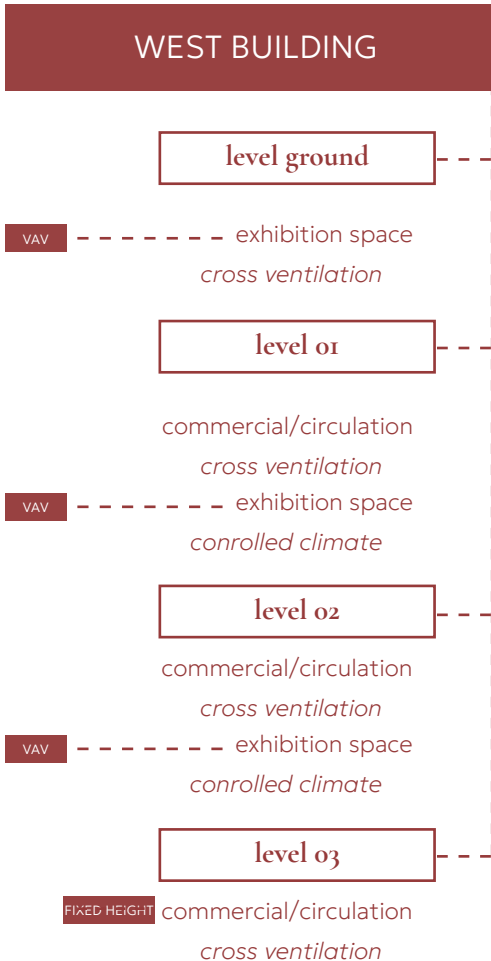 WEST BUILDING
level ground
VAV exhibition space
cross ventilation
level 01
commercial/circulation
cross ventilation
VAV exhibition space
conrolled climate
level 02
commercial/circulation
cross ventilation
VAV exhibition space
conrolled climate
level 03
FIXED HEIGHT commercial/circulation
cross ventilation